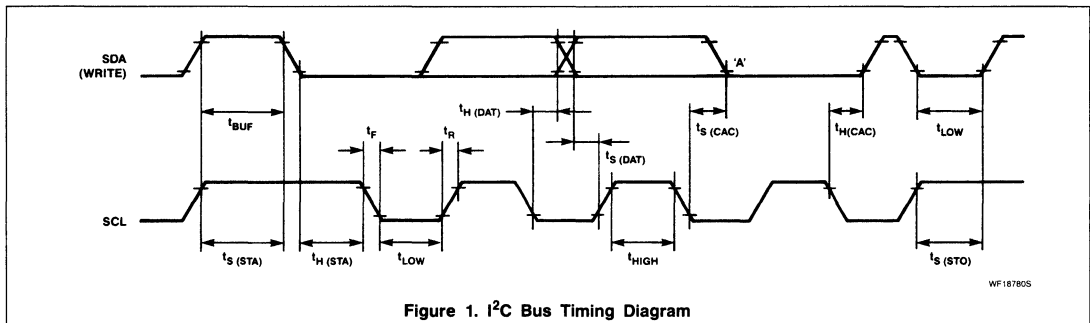 SDA
(WRITE)
'A'
tBUF
tF
tR
tH (DAT)
tS (DAT)
tS (CAC)
tH(CAC)
tLOW
SCL
tS (STA)
tH (STA)
tLOW
tHIGH
tS (STO)
WF18780S
Figure 1. I²C Bus Timing Diagram